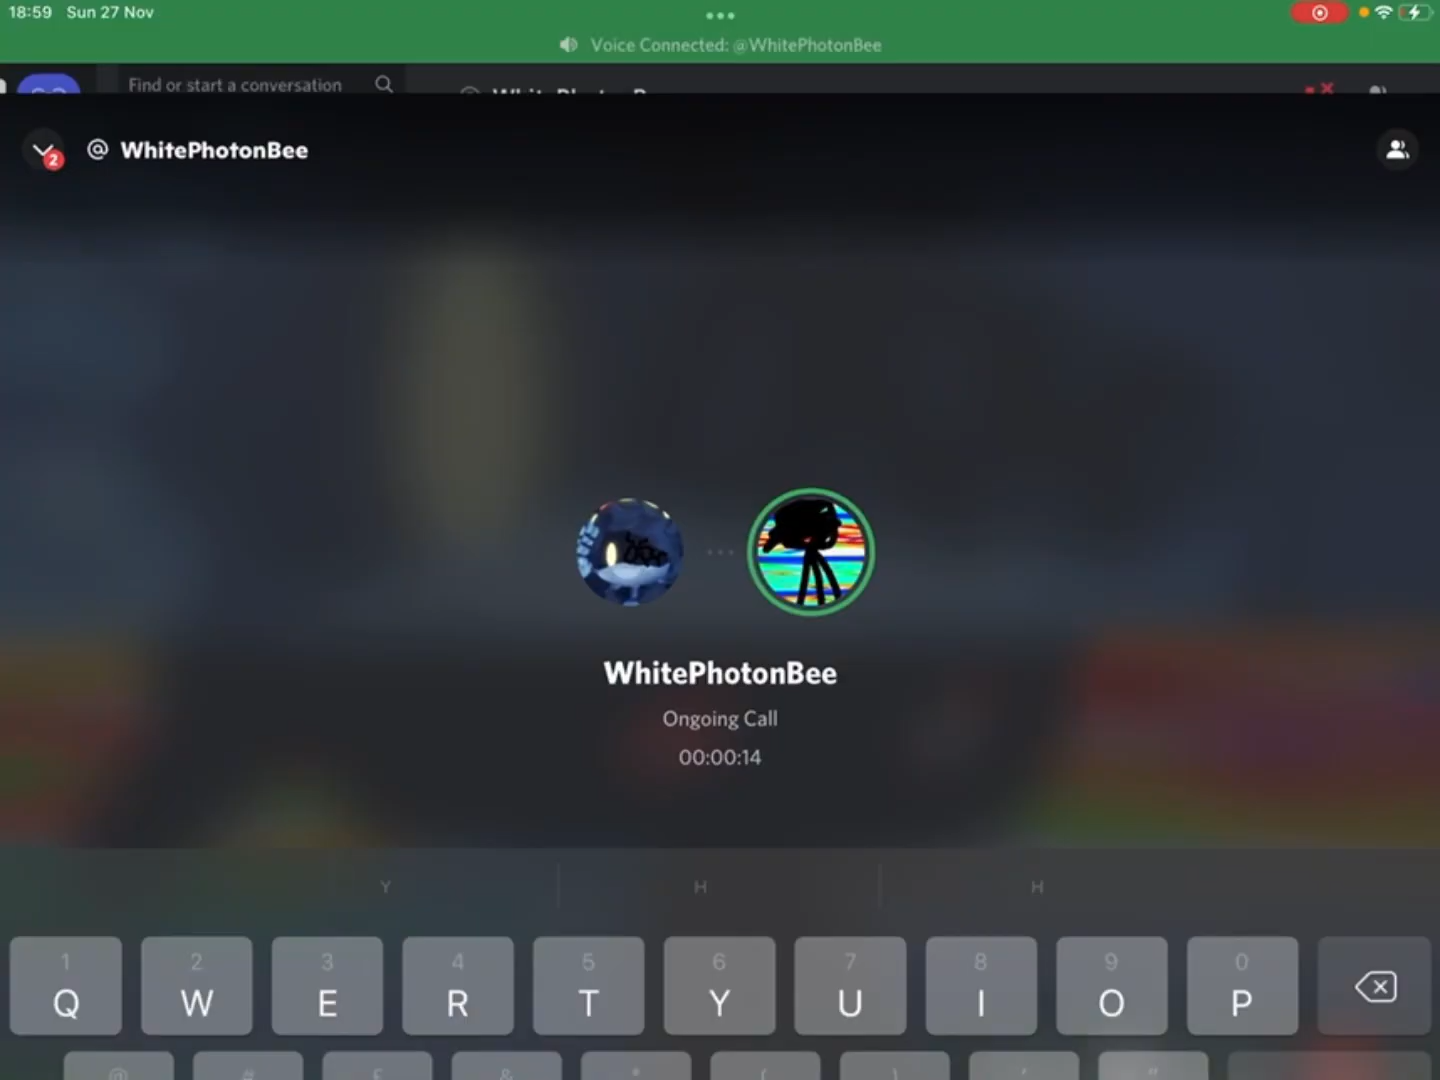 18:59 Sun 27 Nov
Voice Connected: @WhitePhotonBee
Find or start a conversation
2
@ WhitePhotonBee
WhitePhotonBee
Ongoing Call
00:00:14
Y H H
1 2 3 4 5 6 7 8 9 0
Q W E R T Y U I O P
@ # £ & * ( ) ' "